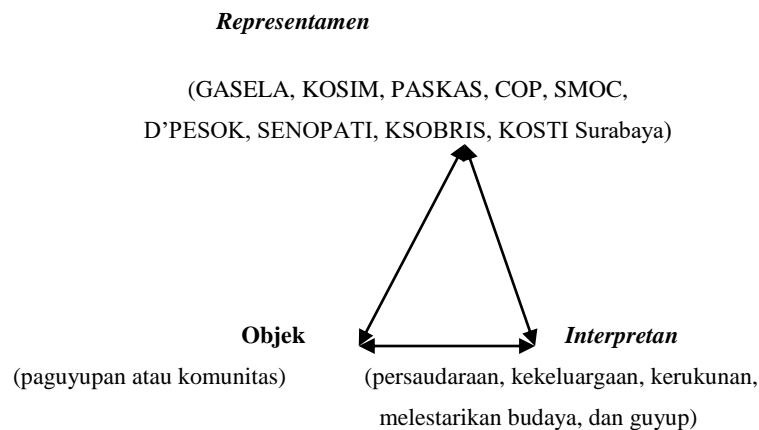 Representamen
(GASELA, KOSIM, PASKAS, COP, SMOC,
D'PESOK, SENOPATI, KSOBRIS, KOSTI Surabaya)
Objek
Interpretan
(paguyupan atau komunitas)
(persaudaraan, kekeluargaan, kerukunan,
melestarikan budaya, dan guyup)